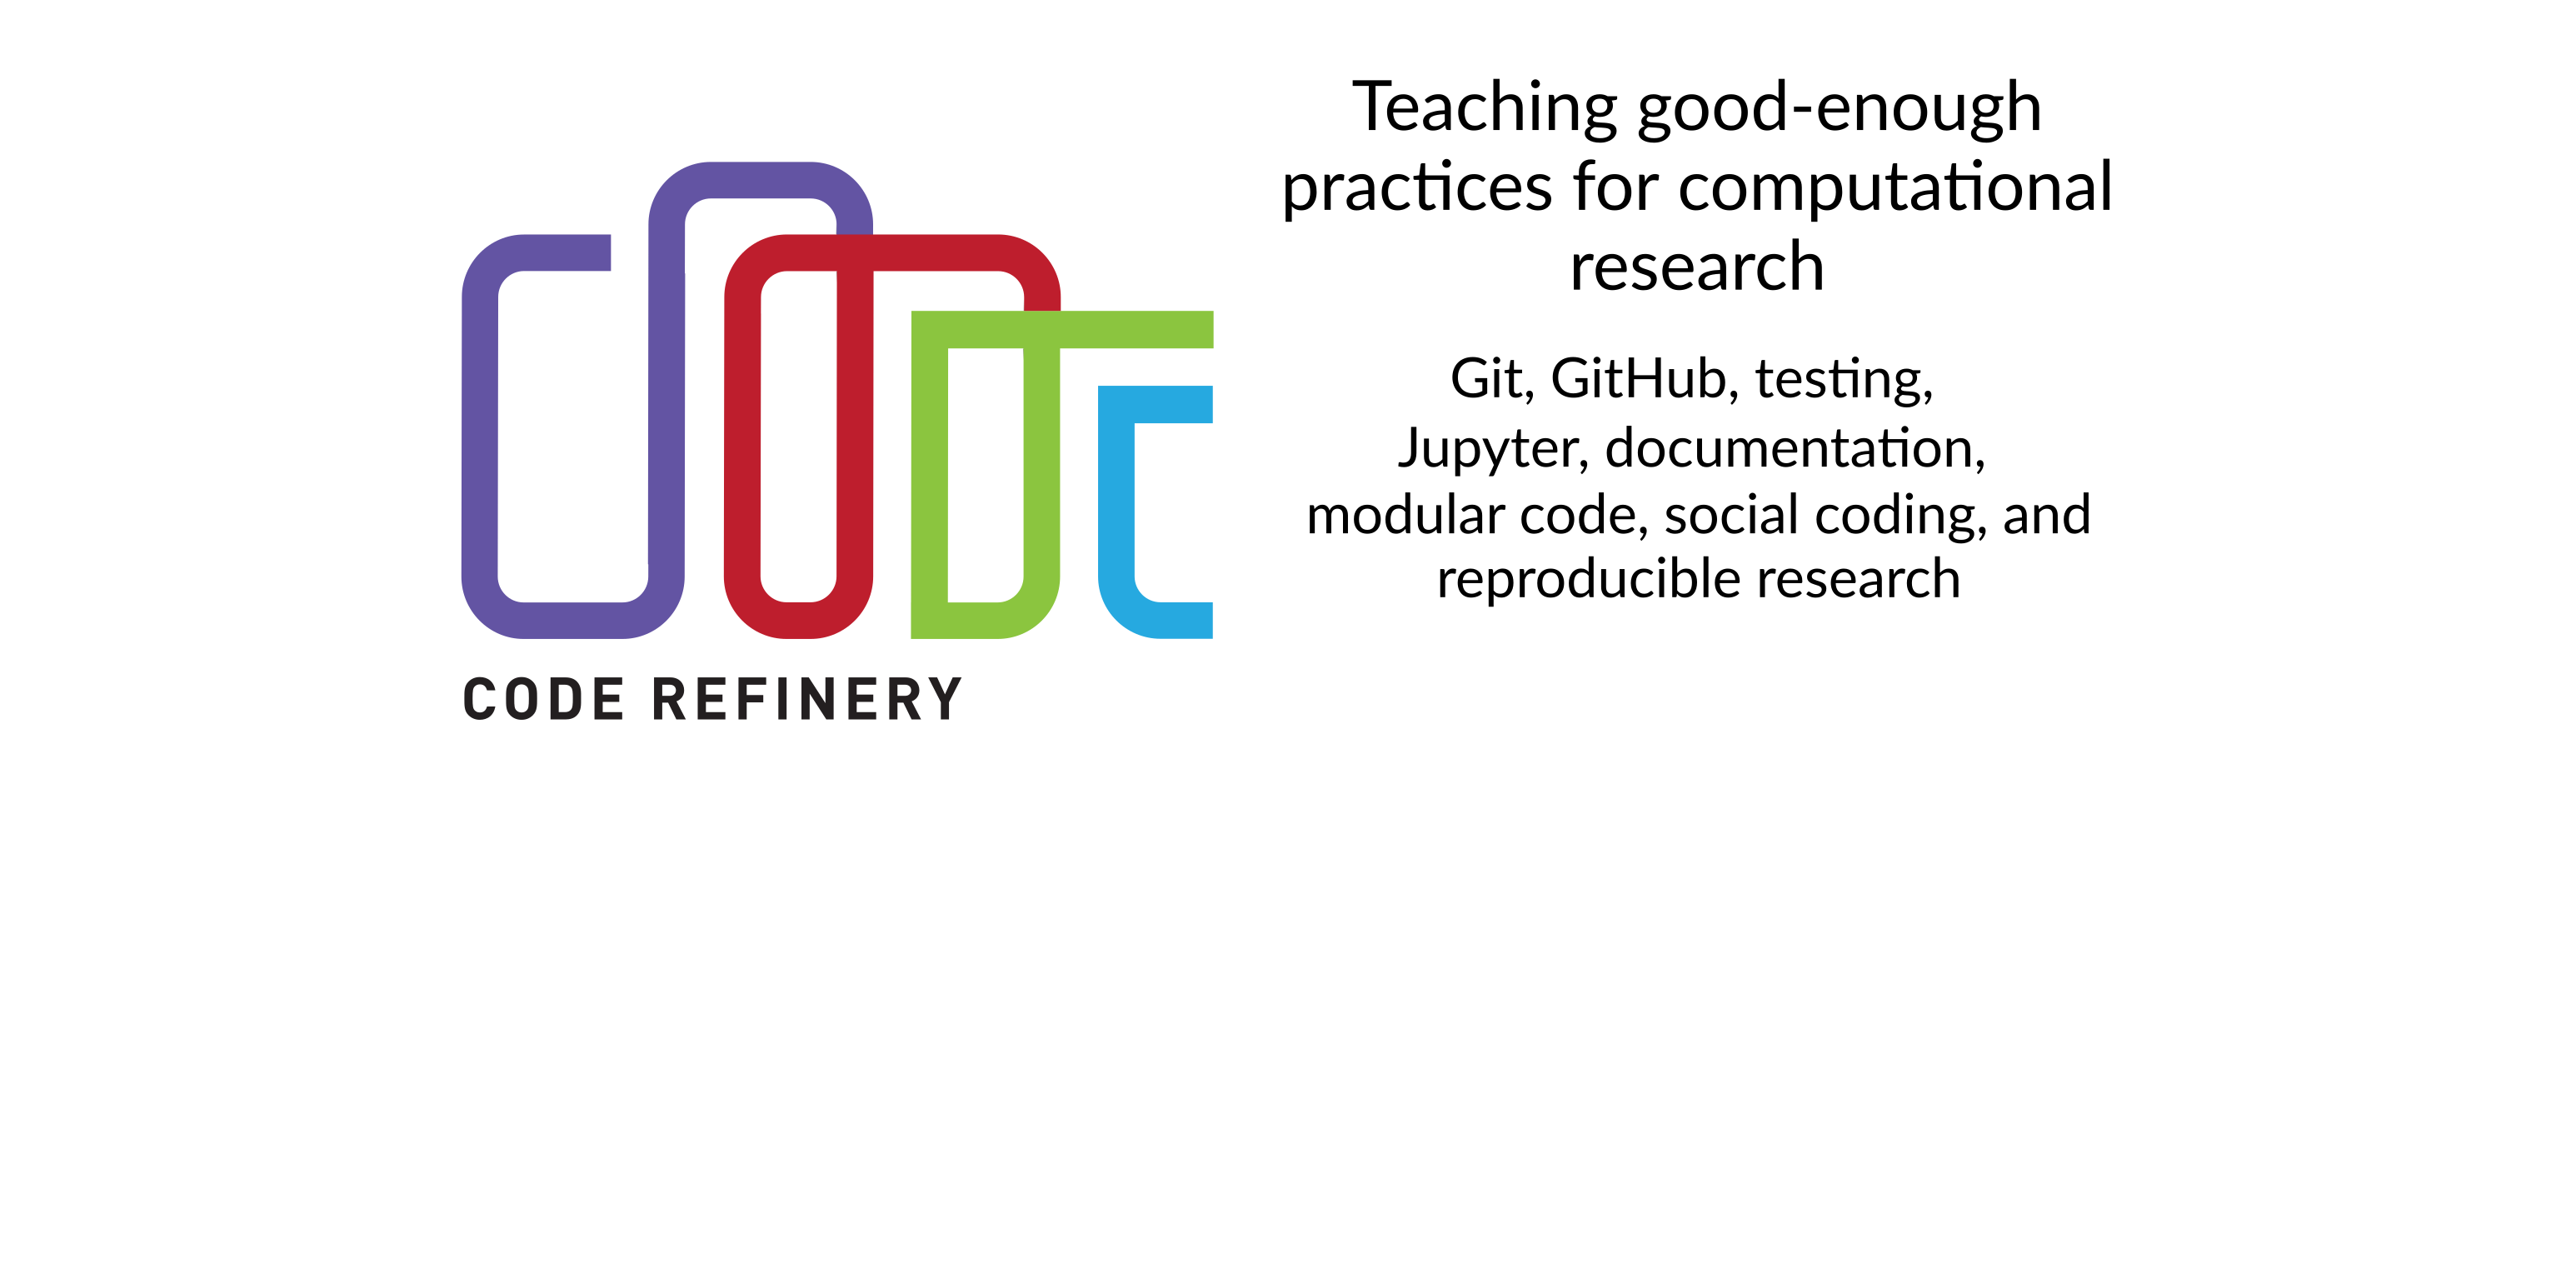 Teaching good-enough
practices for computational
research
Git, GitHub, testing,
Jupyter, documentation,
modular code, social coding, and
reproducible research
CODE REFINERY